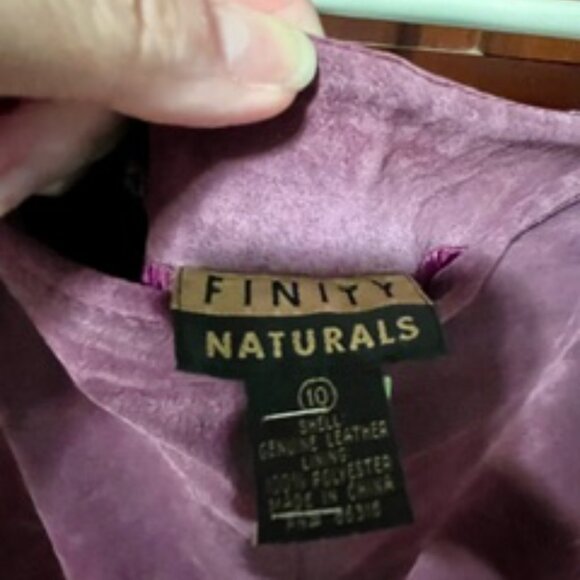 FINITY
NATURALS
10
SHELL
GENUINE LEATHER
LINING
100% POLYESTER
MADE IN CHINA